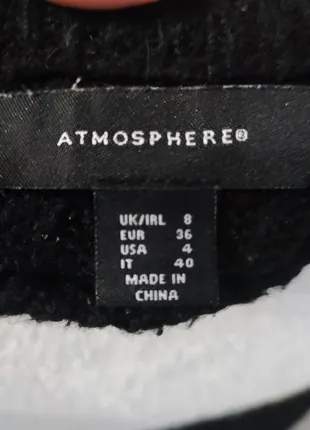 ATMOSPHERE®
UK/IRL 8
EUR 36
USA 4
IT 40
MADE IN
CHINA